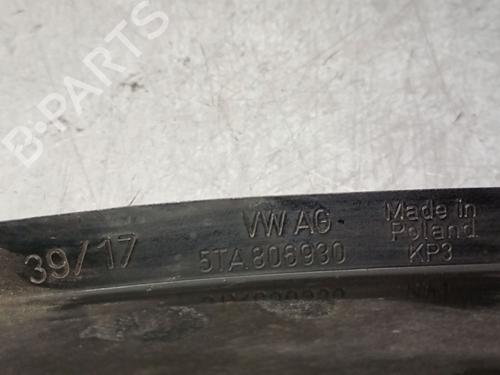 B-PARTS
VW AG
Made in
Poland
39/17
5TA.806930
KP3